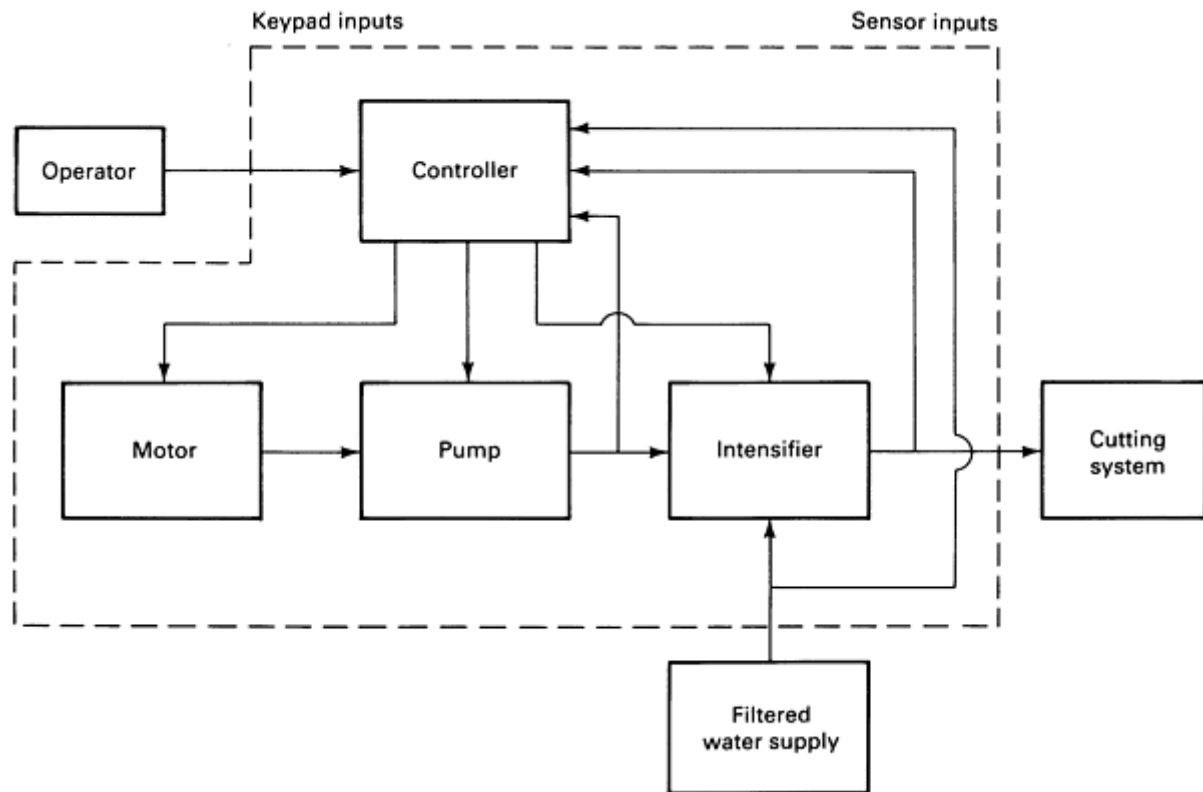 Keypad inputs
Sensor inputs
Operator
Controller
Motor
Pump
Intensifier
Cutting
system
Filtered
water supply